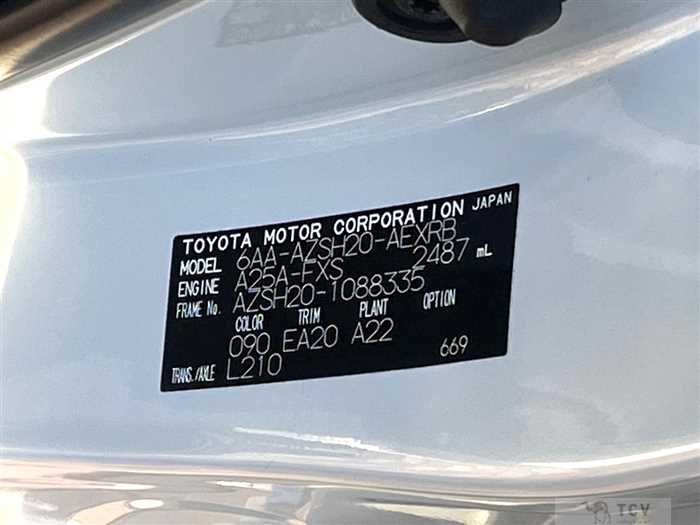 TOYOTA MOTOR CORPORATION JAPAN
MODEL 6AA-AZSH20-AEXRB
ENGINE A25A-FXS 2487 mL
FRAME No. AZSH20-1088335
COLOR TRIM PLANT OPTION
090 EA20 A22
TRANS./AXLE L210 669
TCV